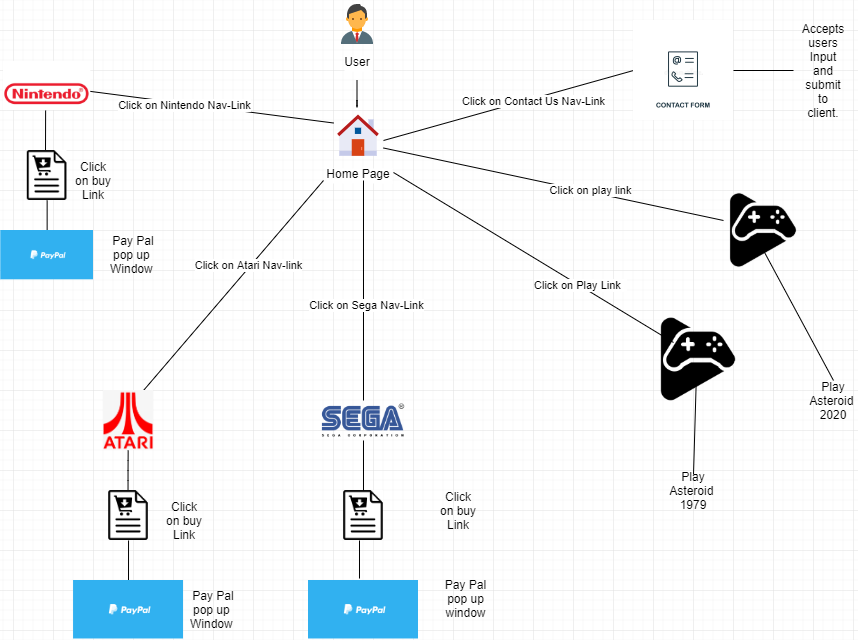 User
Accepts
users
Input
and
submit
to
client.
Nintendo®
Click on Nintendo Nav-Link
Click on Contact Us Nav-Link
CONTACT FORM
Home Page
Click
on buy
Link
Click on play link
PayPal
Pay Pal
pop up
Window
Click on Atari Nav-link
Click on Sega Nav-Link
Click on Play Link
Play
Asteroid
2020
ATARI
SEGA®
SEGA CORPORATION
Play
Asteroid
1979
Click
on buy
Link
Click
on buy
Link
PayPal
Pay Pal
pop up
Window
PayPal
Pay Pal
pop up
window